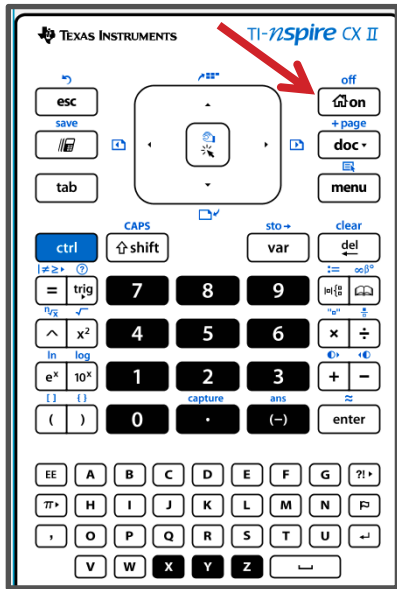 TEXAS INSTRUMENTS TI-nspire CX II
off
esc on
save + page
doc
tab menu
CAPS sto → clear
ctrl shift var del
|≠≥▸ ? := ∞β°
= trig 7 8 9
ⁿ√x √ "□"
^ x² 4 5 6 × ÷
ln log
eˣ 10ˣ 1 2 3 + −
[ ] { } capture ans ≈
( ) 0 . (−) enter
EE A B C D E F G ?!▸
π▸ H I J K L M N
, O P Q R S T U ↵
V W X Y Z